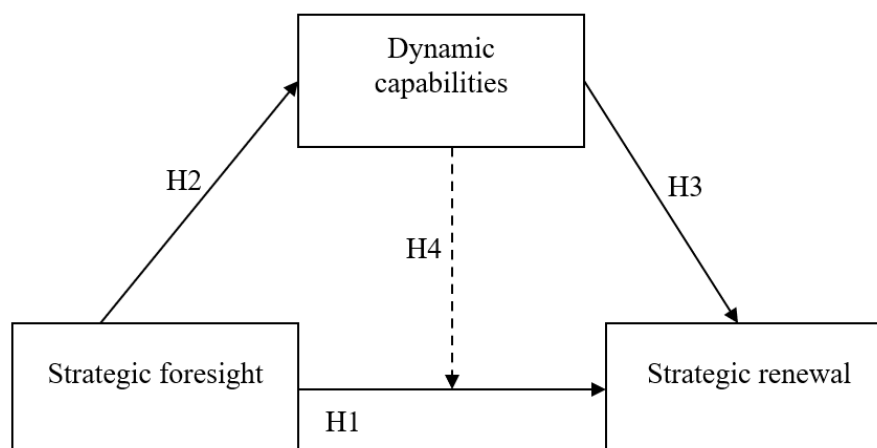 Dynamic
capabilities
H2
H3
H4
Strategic foresight
Strategic renewal
H1